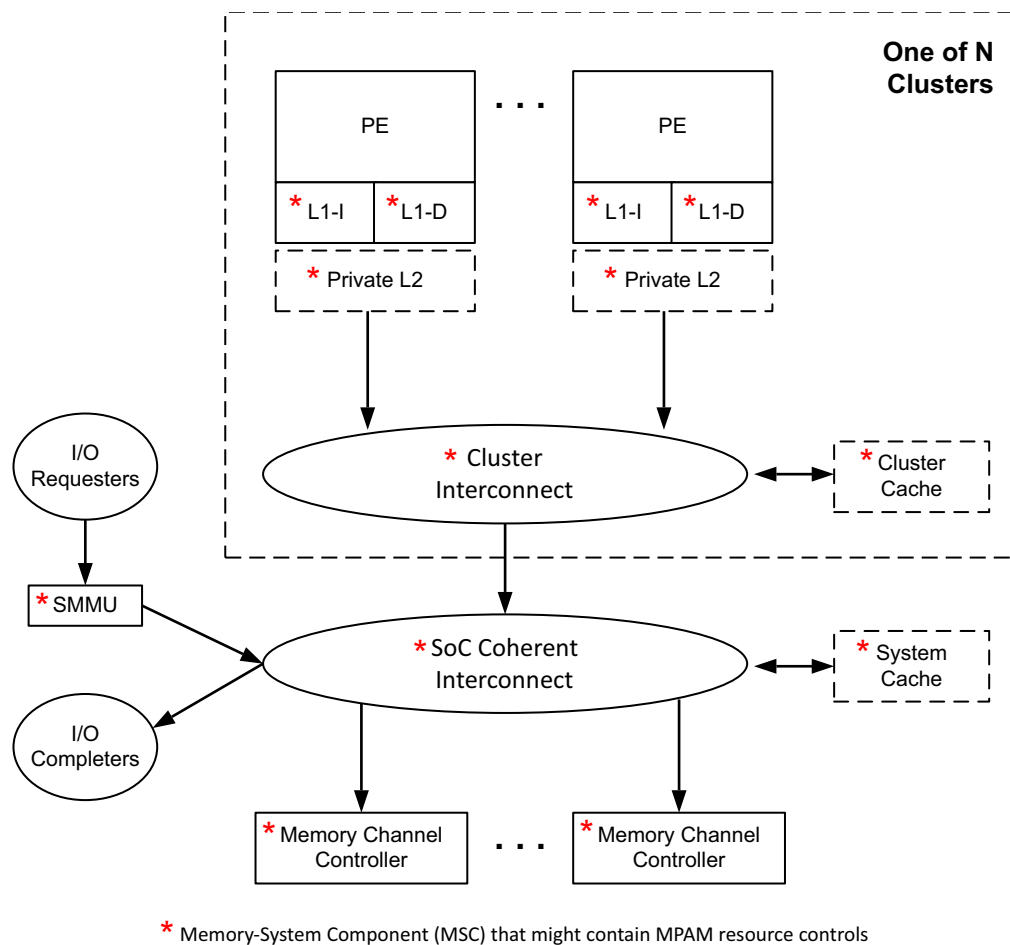 One of N
Clusters
PE
. . .
PE
* L1-I
* L1-D
* L1-I
* L1-D
* Private L2
* Private L2
I/O
Requesters
* Cluster
Interconnect
* Cluster
Cache
* SMMU
* SoC Coherent
Interconnect
* System
Cache
I/O
Completers
* Memory Channel
Controller
. . .
* Memory Channel
Controller
* Memory-System Component (MSC) that might contain MPAM resource controls